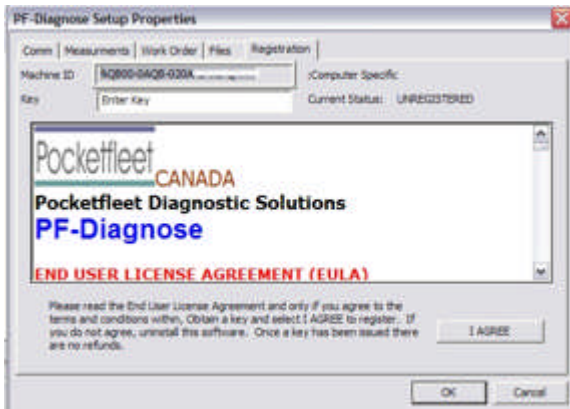 PF-Diagnose Setup Properties
Comm Measurments Work Order Files Registration
Machine ID :Computer Specific
Key Enter Key Current Status: UNREGISTERED
Pocketfleet
CANADA
Pocketfleet Diagnostic Solutions
PF-Diagnose
END USER LICENSE AGREEMENT (EULA)
Please read the End User License Agreement and only if you agree to the
terms and conditions within, Obtain a key and select I AGREE to register. If
you do not agree, uninstall this software. Once a key has been issued there
are no refunds.
I AGREE
OK Cancel